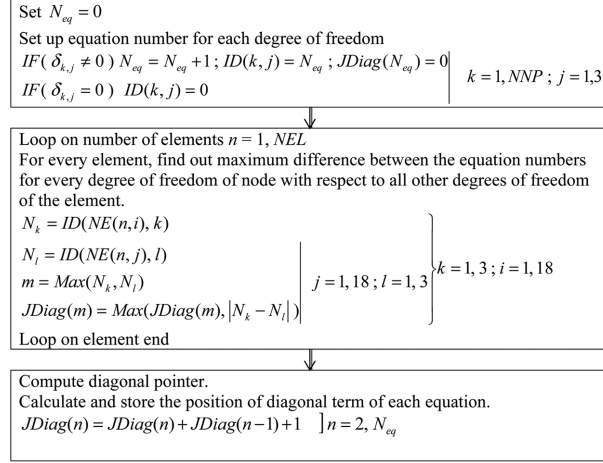 Set N_eq = 0
Set up equation number for each degree of freedom
IF( δ_k,j ≠ 0 ) N_eq = N_eq +1 ; ID(k, j) = N_eq ; JDiag(N_eq) = 0
k = 1, NNP ; j = 1,3
IF( δ_k,j = 0 ) ID(k, j) = 0
Loop on number of elements n = 1, NEL
For every element, find out maximum difference between the equation numbers
for every degree of freedom of node with respect to all other degrees of freedom
of the element.
N_k = ID(NE(n,i), k)
N_l = ID(NE(n, j), l)
m = Max(N_k, N_l)
j = 1, 18 ; l = 1, 3
k = 1, 3 ; i = 1, 18
JDiag(m) = Max(JDiag(m), |N_k − N_l| )
Loop on element end
Compute diagonal pointer.
Calculate and store the position of diagonal term of each equation.
JDiag(n) = JDiag(n) + JDiag(n−1) +1 ] n = 2, N_eq